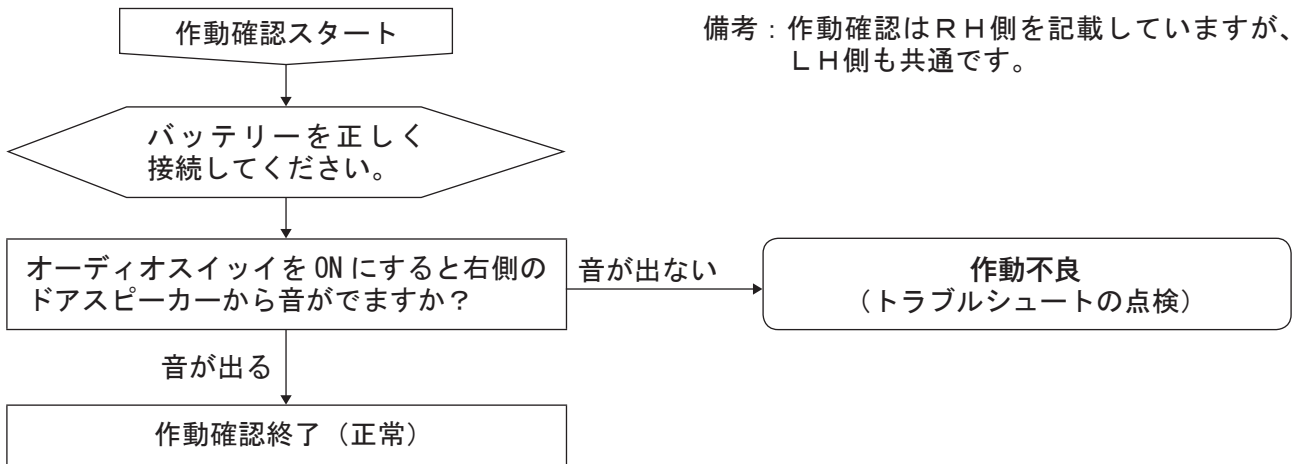 作動確認スタート
備考：作動確認はＲＨ側を記載していますが、
ＬＨ側も共通です。
バッテリーを正しく
接続してください。
オーディオスイッイを ON にすると右側の
ドアスピーカーから音がでますか？
音が出ない
作動不良
（トラブルシュートの点検）
音が出る
作動確認終了（正常）